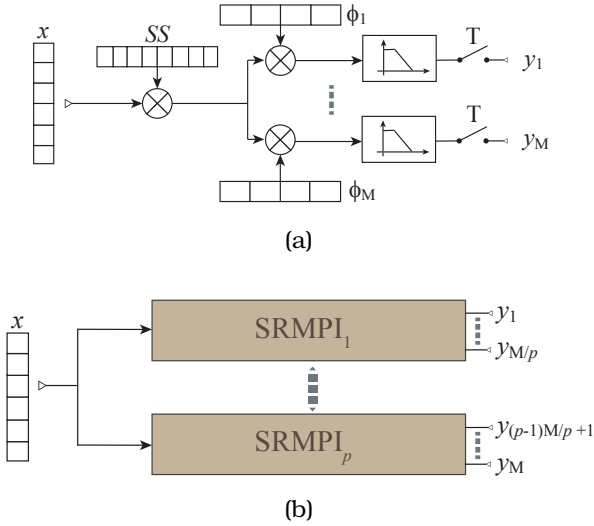 x
SS
ϕ1
T
y1
T
yM
ϕM
(a)
x
SRMPI1
y1
yM/p
SRMPIp
y(p-1)M/p +1
yM
(b)